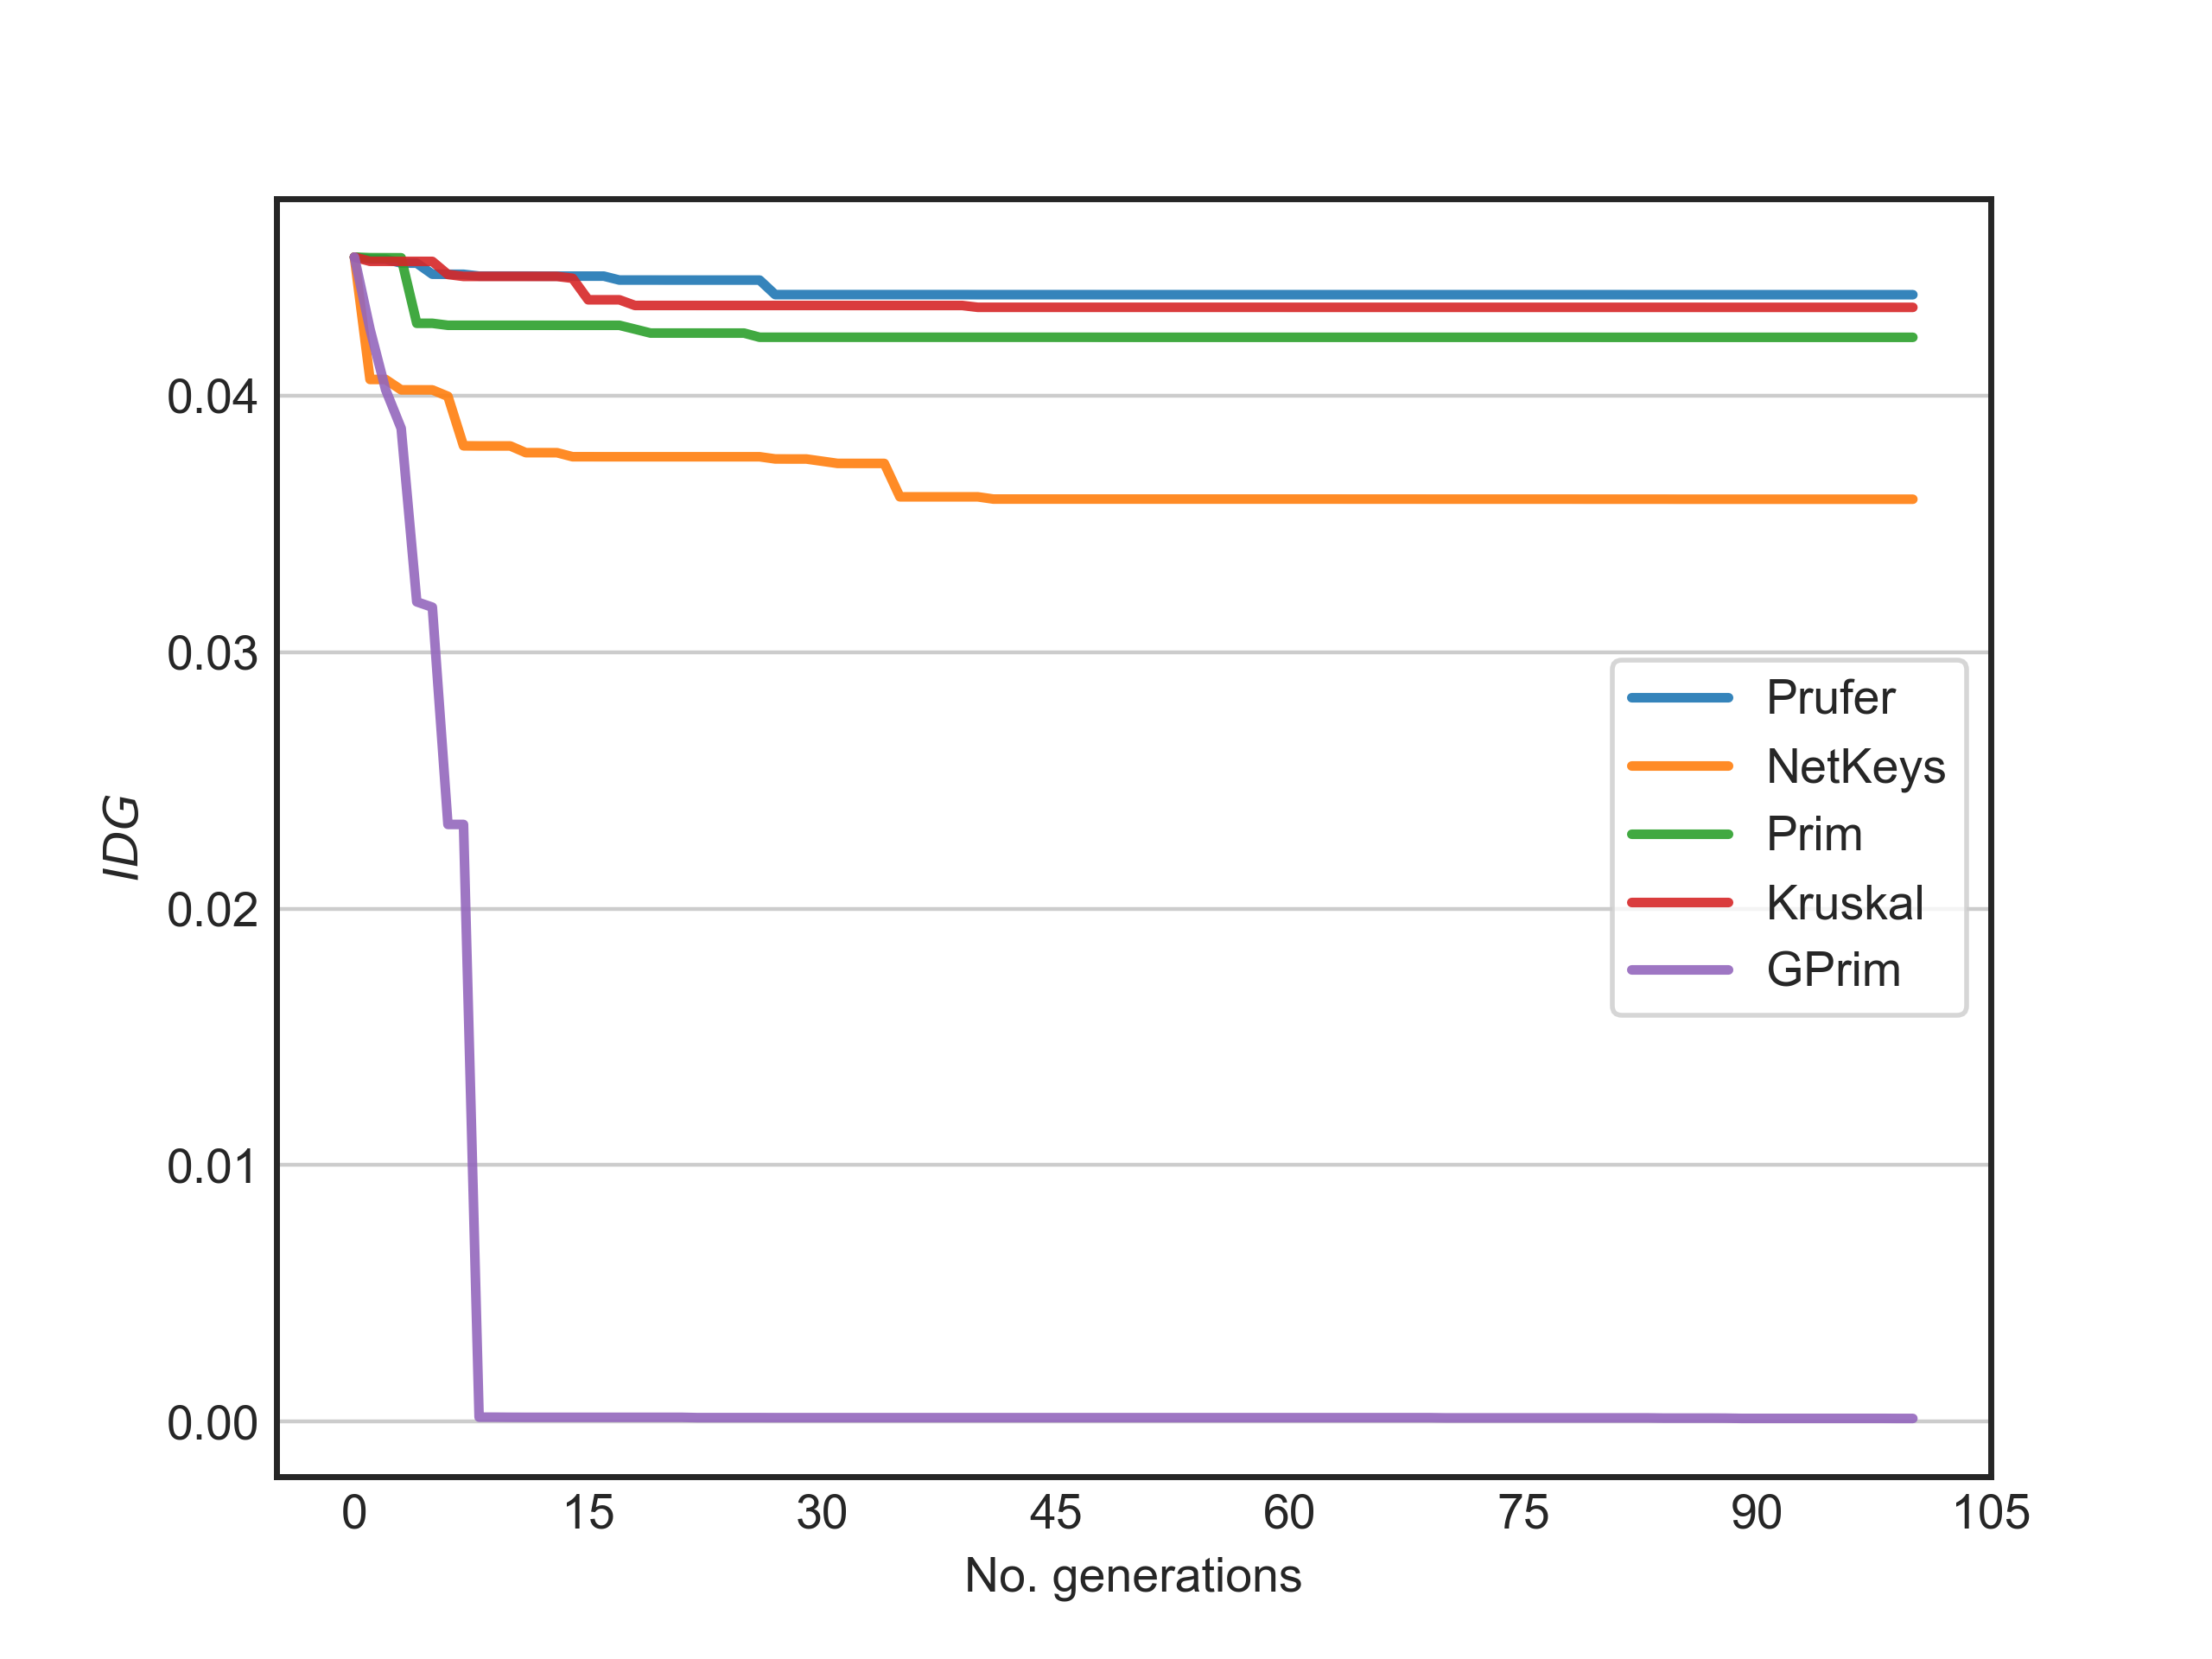 0.04
0.03
0.02
0.01
0.00
IDG
Prufer
NetKeys
Prim
Kruskal
GPrim
0 15 30 45 60 75 90 105
No. generations